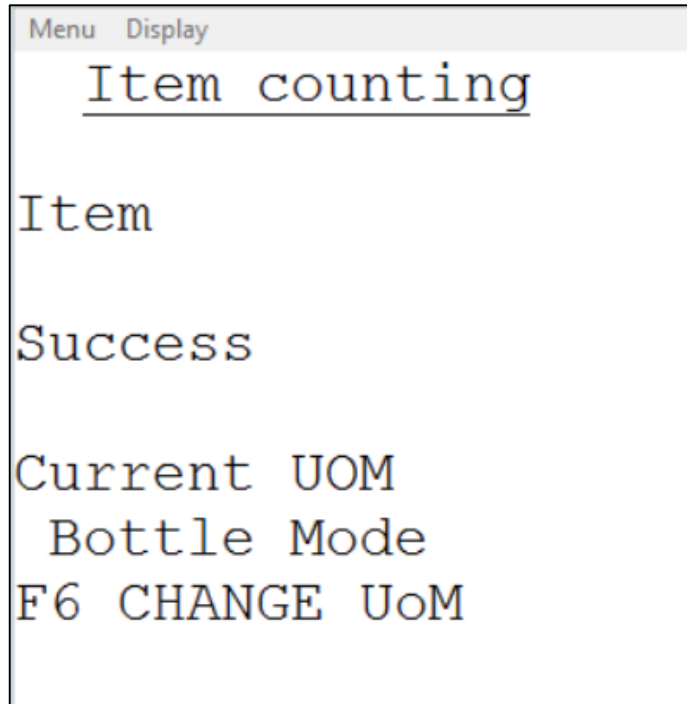 Menu Display
Item counting
Item
Success
Current UOM
Bottle Mode
F6 CHANGE UoM